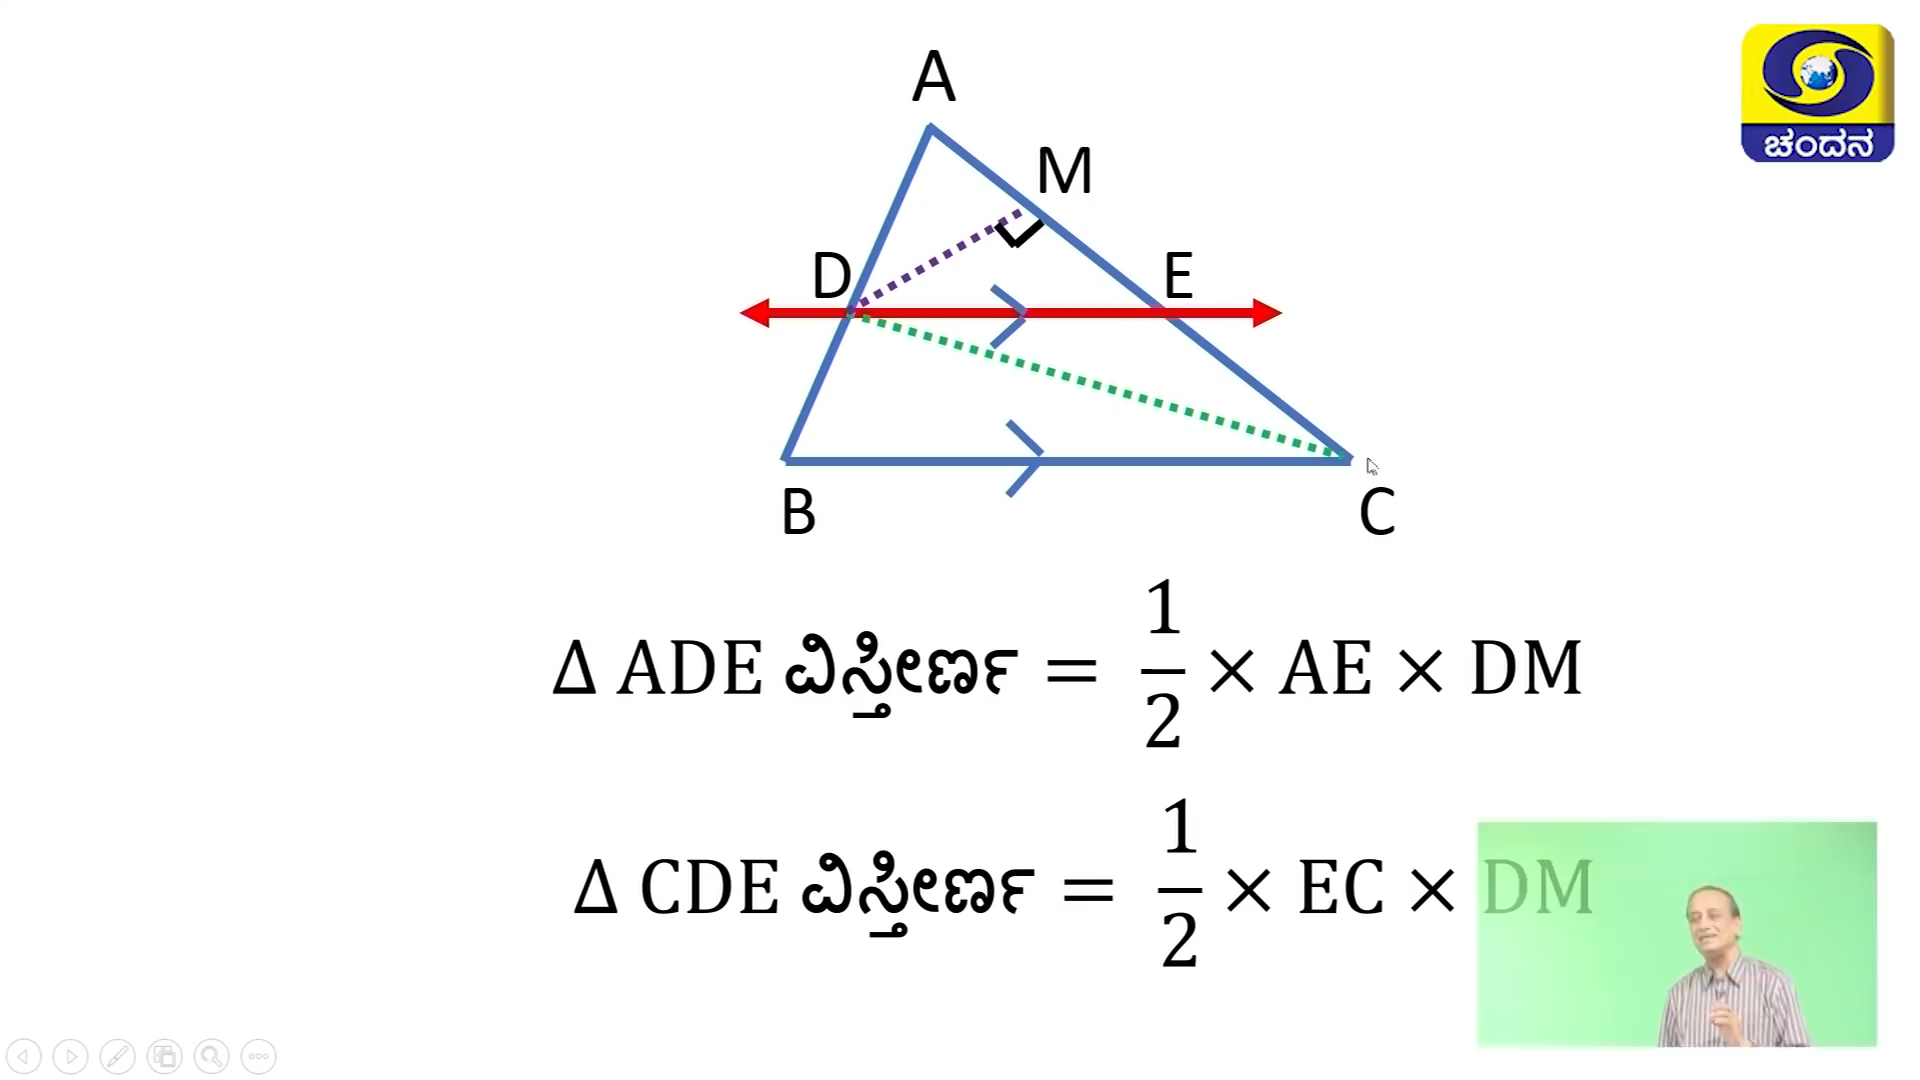 ಚಂದನ
A
M
D
E
B
C
Δ ADE ವಿಸ್ತೀರ್ಣ = 1/2 × AE × DM
Δ CDE ವಿಸ್ತೀರ್ಣ = 1/2 × EC × DM